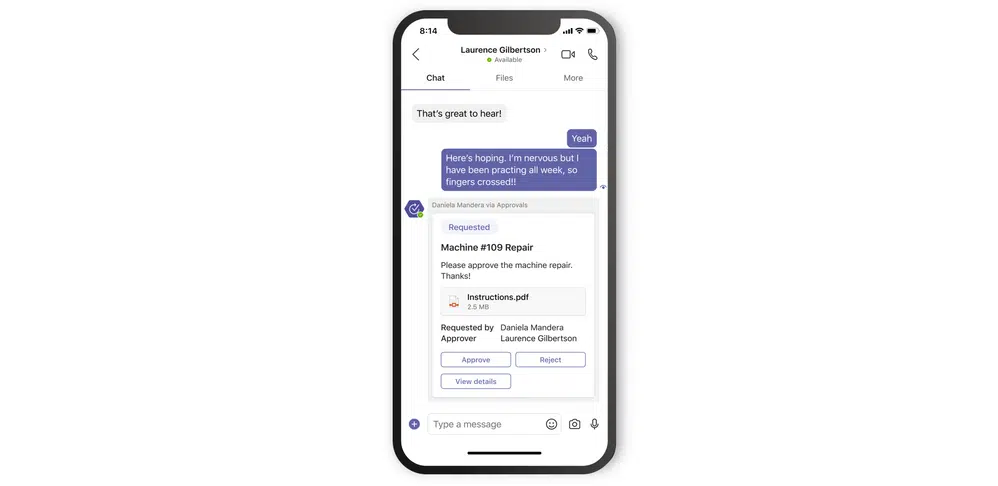 8:14
Laurence Gilbertson
Available
Chat Files More
That's great to hear!
Yeah
Here's hoping. I'm nervous but I
have been practing all week, so
fingers crossed!!
Daniela Mandera via Approvals
Requested
Machine #109 Repair
Please approve the machine repair.
Thanks!
Instructions.pdf
2.5 MB
Requested by Daniela Mandera
Approver Laurence Gilbertson
Approve Reject
View details
Type a message